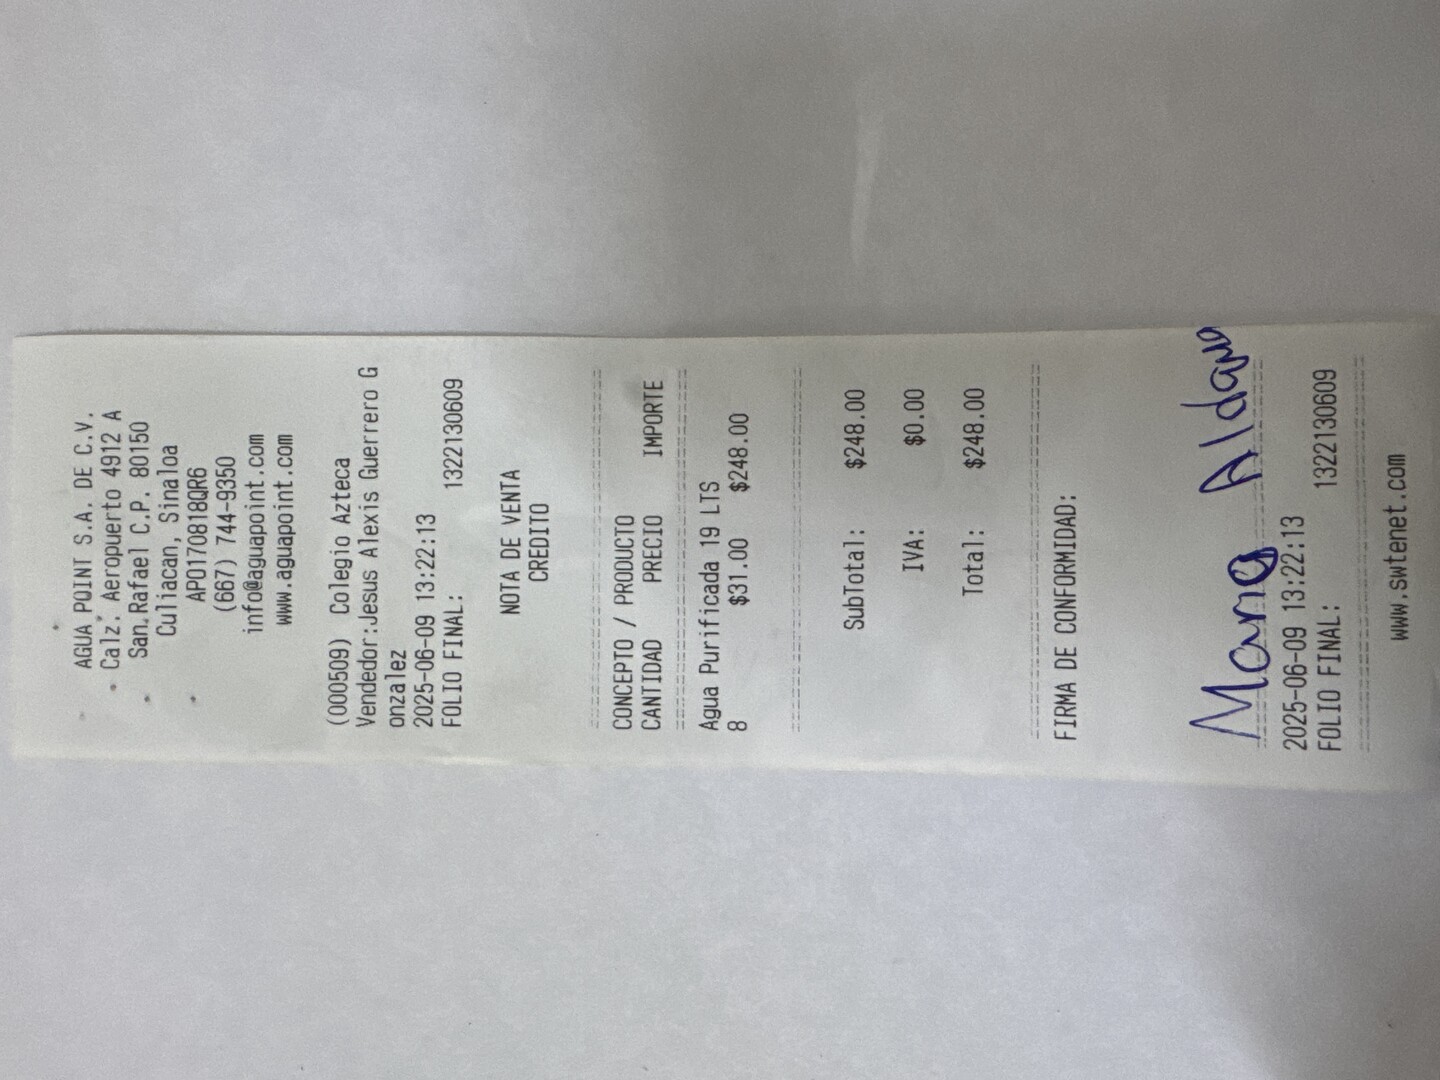 AGUA POINT S.A. DE C.V.
Calz. Aeropuerto 4912 A
San.Rafael C.P. 80150
Culiacan, Sinaloa
APO170818QR6
(667) 744-9350
info@aguapoint.com
www.aguapoint.com
(000509) Colegio Azteca
Vendedor:Jesus Alexis Guerrero G
onzalez
2025-06-09 13:22:13
FOLIO FINAL: 1322130609
NOTA DE VENTA
CREDITO
CONCEPTO / PRODUCTO
CANTIDAD PRECIO IMPORTE
Agua Purificada 19 LTS
8 $31.00 $248.00
SubTotal: $248.00
IVA: $0.00
Total: $248.00
FIRMA DE CONFORMIDAD:
Maria Aldana
2025-06-09 13:22:13
FOLIO FINAL: 1322130609
www.swtenet.com